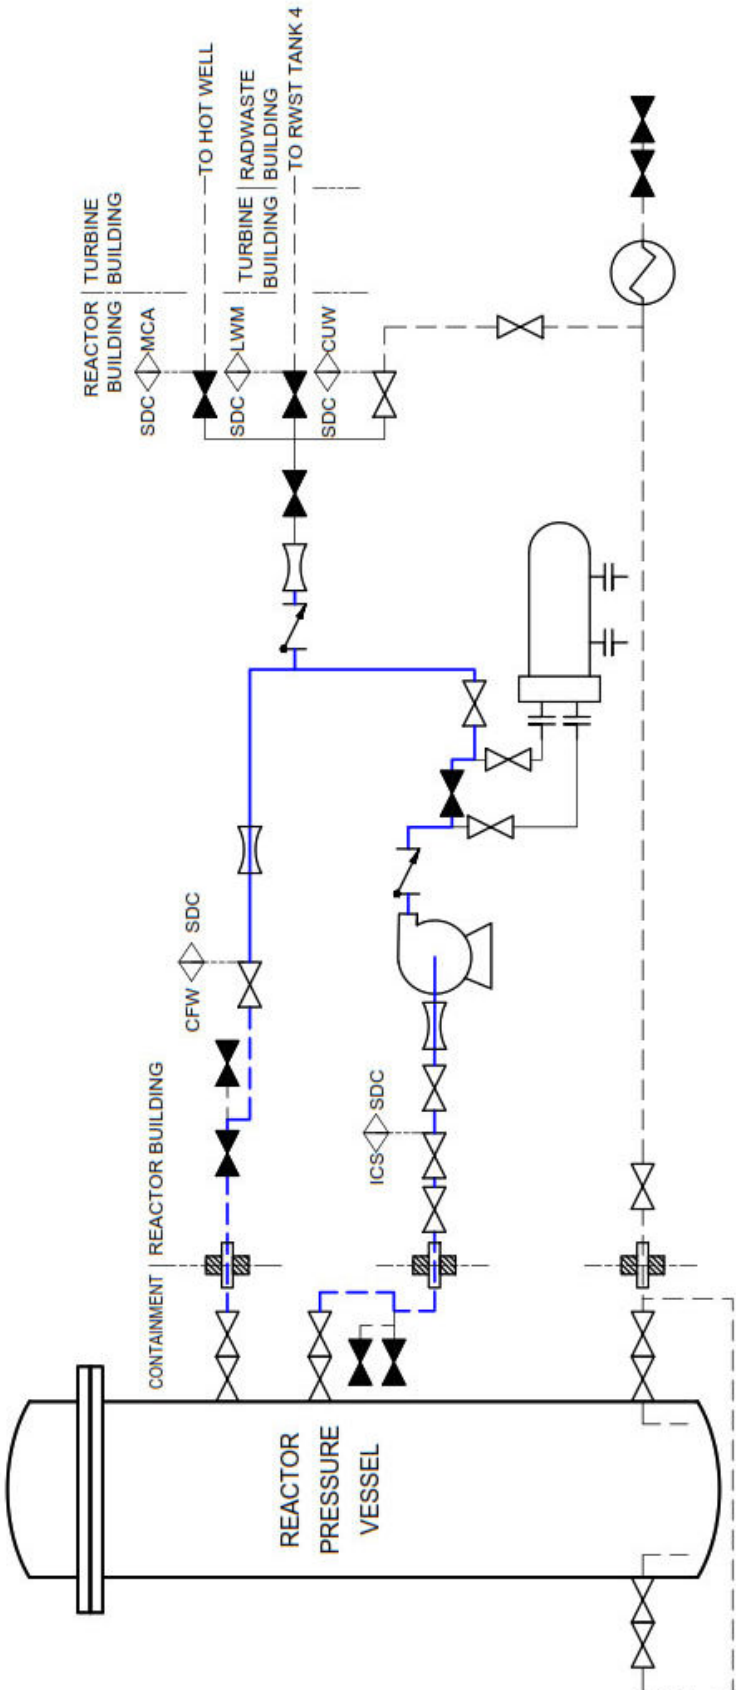 REACTOR
BUILDING
TURBINE
BUILDING
SDC
MCA
TO HOT WELL
SDC
LWM
TURBINE
BUILDING
RADWASTE
BUILDING
TO RWST TANK 4
SDC
CUW
CFW
SDC
ICS
SDC
CONTAINMENT
REACTOR BUILDING
REACTOR
PRESSURE
VESSEL